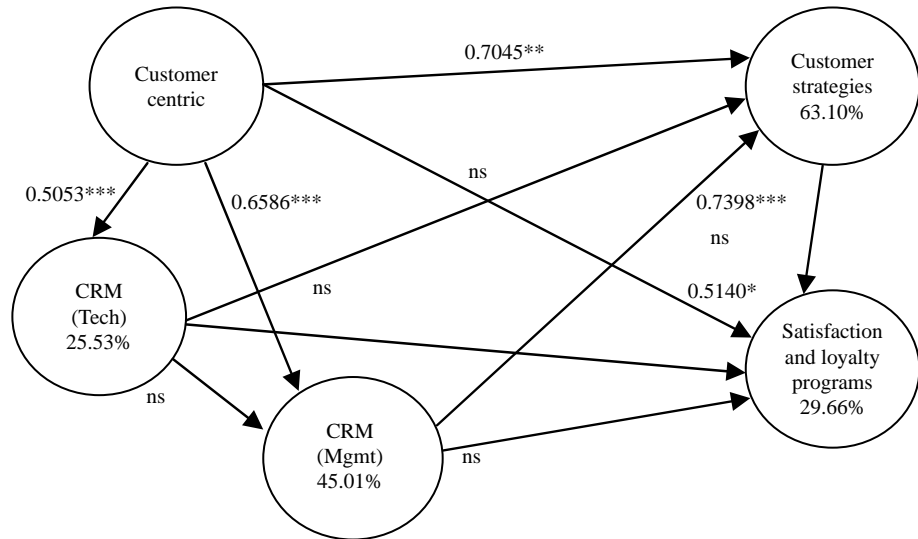 0.7045**
Customer
centric
Customer
strategies
63.10%
ns
0.5053***
0.6586***
0.7398***
ns
ns
0.5140*
CRM
(Tech)
25.53%
Satisfaction
and loyalty
programs
29.66%
ns
CRM
(Mgmt)
45.01%
ns